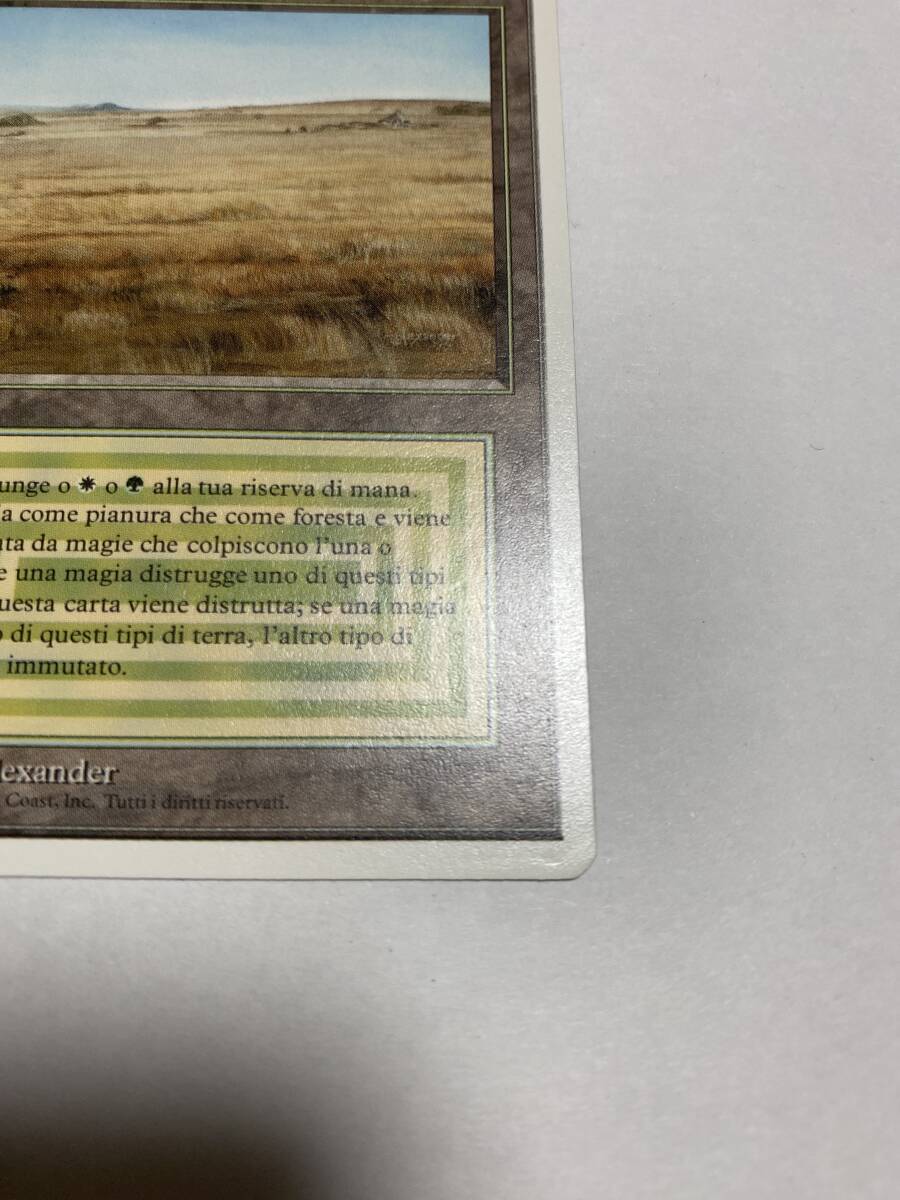 unge o o alla tua riserva di mana.
a come pianura che come foresta e viene
ta da magie che colpiscono l'una o
e una magia distrugge uno di questi tipi
uesta carta viene distrutta; se una magia
o di questi tipi di terra, l'altro tipo di
immutato.
lexander
Coast, Inc. Tutti i diritti riservati.